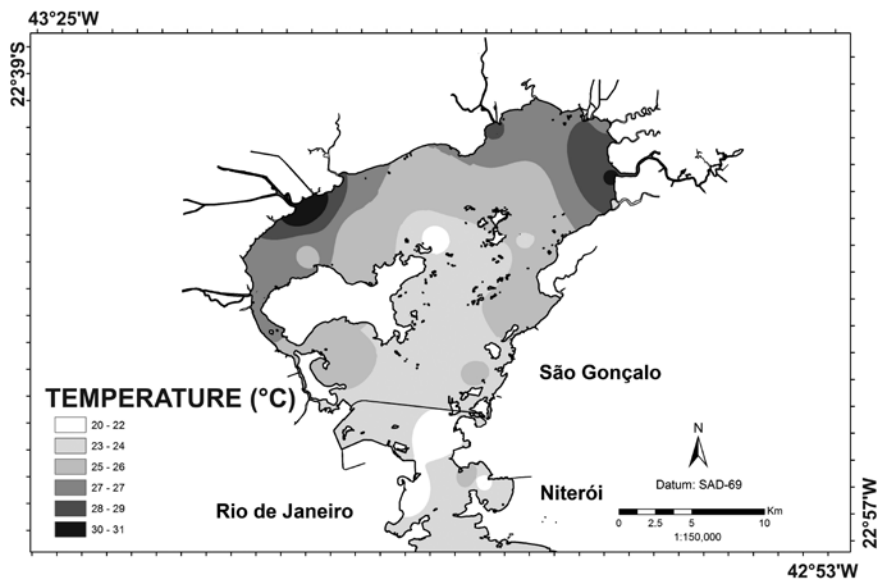 43°25'W
22°39'S
São Gonçalo
TEMPERATURE (°C)
20 - 22
23 - 24
25 - 26
27 - 27
28 - 29
30 - 31
Rio de Janeiro
Niterói
N
Datum: SAD-69
Km
0 2.5 5 10
1:150,000
22°57'W
42°53'W